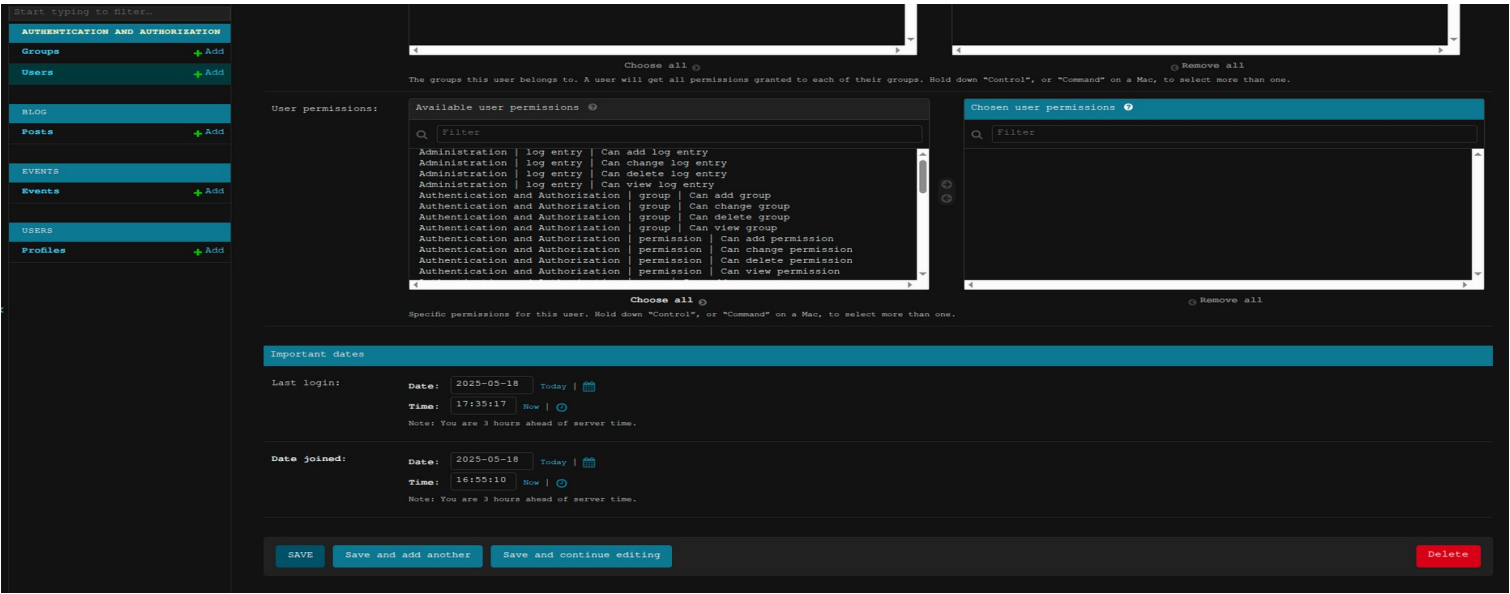 Start typing to filter…
AUTHENTICATION AND AUTHORIZATION
Groups + Add
Users + Add
BLOG
Posts + Add
EVENTS
Events + Add
USERS
Profiles + Add
Choose all
Remove all
The groups this user belongs to. A user will get all permissions granted to each of their groups. Hold down "Control", or "Command" on a Mac, to select more than one.
User permissions:
Available user permissions ?
Filter
Administration | log entry | Can add log entry
Administration | log entry | Can change log entry
Administration | log entry | Can delete log entry
Administration | log entry | Can view log entry
Authentication and Authorization | group | Can add group
Authentication and Authorization | group | Can change group
Authentication and Authorization | group | Can delete group
Authentication and Authorization | group | Can view group
Authentication and Authorization | permission | Can add permission
Authentication and Authorization | permission | Can change permission
Authentication and Authorization | permission | Can delete permission
Authentication and Authorization | permission | Can view permission
Choose all
Chosen user permissions ?
Filter
Remove all
Specific permissions for this user. Hold down "Control", or "Command" on a Mac, to select more than one.
Important dates
Last login:
Date: 2025-05-18 Today |
Time: 17:35:17 Now |
Note: You are 3 hours ahead of server time.
Date joined:
Date: 2025-05-18 Today |
Time: 16:55:10 Now |
Note: You are 3 hours ahead of server time.
SAVE
Save and add another
Save and continue editing
Delete